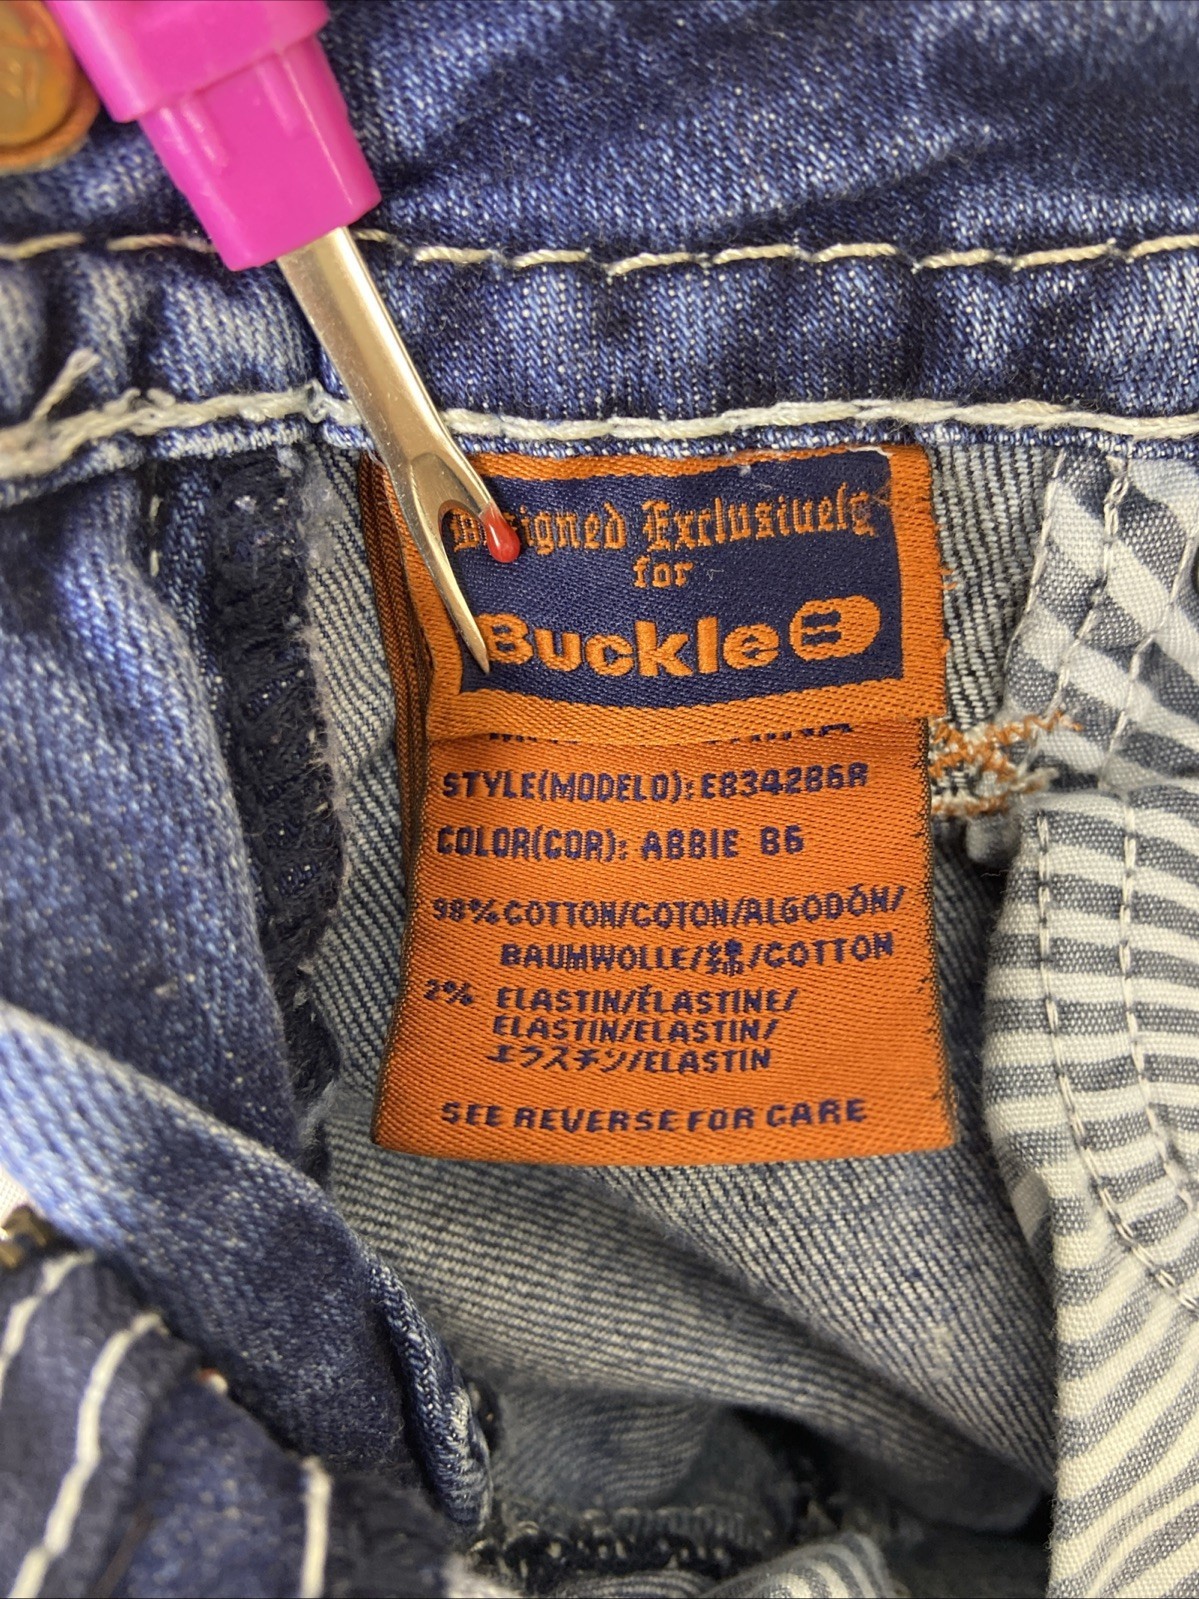 Designed Exclusively
for
Buckle
STYLE(MODELO): E834286R
COLOR(COR): ABBIE B6
98% COTTON/COTON/ALGODÓN/
BAUMWOLLE/綿/COTTON
2% ELASTIN/ÉLASTINE/
ELASTIN/ELASTIN/
エラスチン/ELASTIN
SEE REVERSE FOR CARE